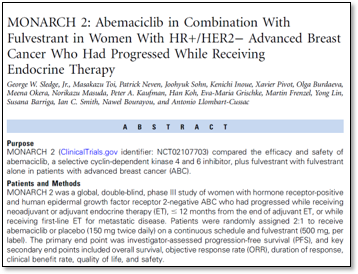 MONARCH 2: Abemaciclib in Combination With
Fulvestrant in Women With HR+/HER2− Advanced Breast
Cancer Who Had Progressed While Receiving
Endocrine Therapy
George W. Sledge, Jr., Masakazu Toi, Patrick Neven, Joohyuk Sohn, Kenichi Inoue, Xavier Pivot, Olga Burdaeva,
Meena Okera, Norikazu Masuda, Peter A. Kaufman, Han Koh, Eva-Maria Grischke, Martin Frenzel, Yong Lin,
Susana Barriga, Ian C. Smith, Nawel Bourayou, and Antonio Llombart-Cussac
A B S T R A C T
Purpose
MONARCH 2 (ClinicalTrials.gov identifier: NCT02107703) compared the efficacy and safety of
abemaciclib, a selective cyclin-dependent kinase 4 and 6 inhibitor, plus fulvestrant with fulvestrant
alone in patients with advanced breast cancer (ABC).
Patients and Methods
MONARCH 2 was a global, double-blind, phase III study of women with hormone receptor-positive
and human epidermal growth factor receptor 2-negative ABC who had progressed while receiving
neoadjuvant or adjuvant endocrine therapy (ET), ≤ 12 months from the end of adjuvant ET, or while
receiving first-line ET for metastatic disease. Patients were randomly assigned 2:1 to receive
abemaciclib or placebo (150 mg twice daily) on a continuous schedule and fulvestrant (500 mg, per
label). The primary end point was investigator-assessed progression-free survival (PFS), and key
secondary end points included overall survival, objective response rate (ORR), duration of response,
clinical benefit rate, quality of life, and safety.